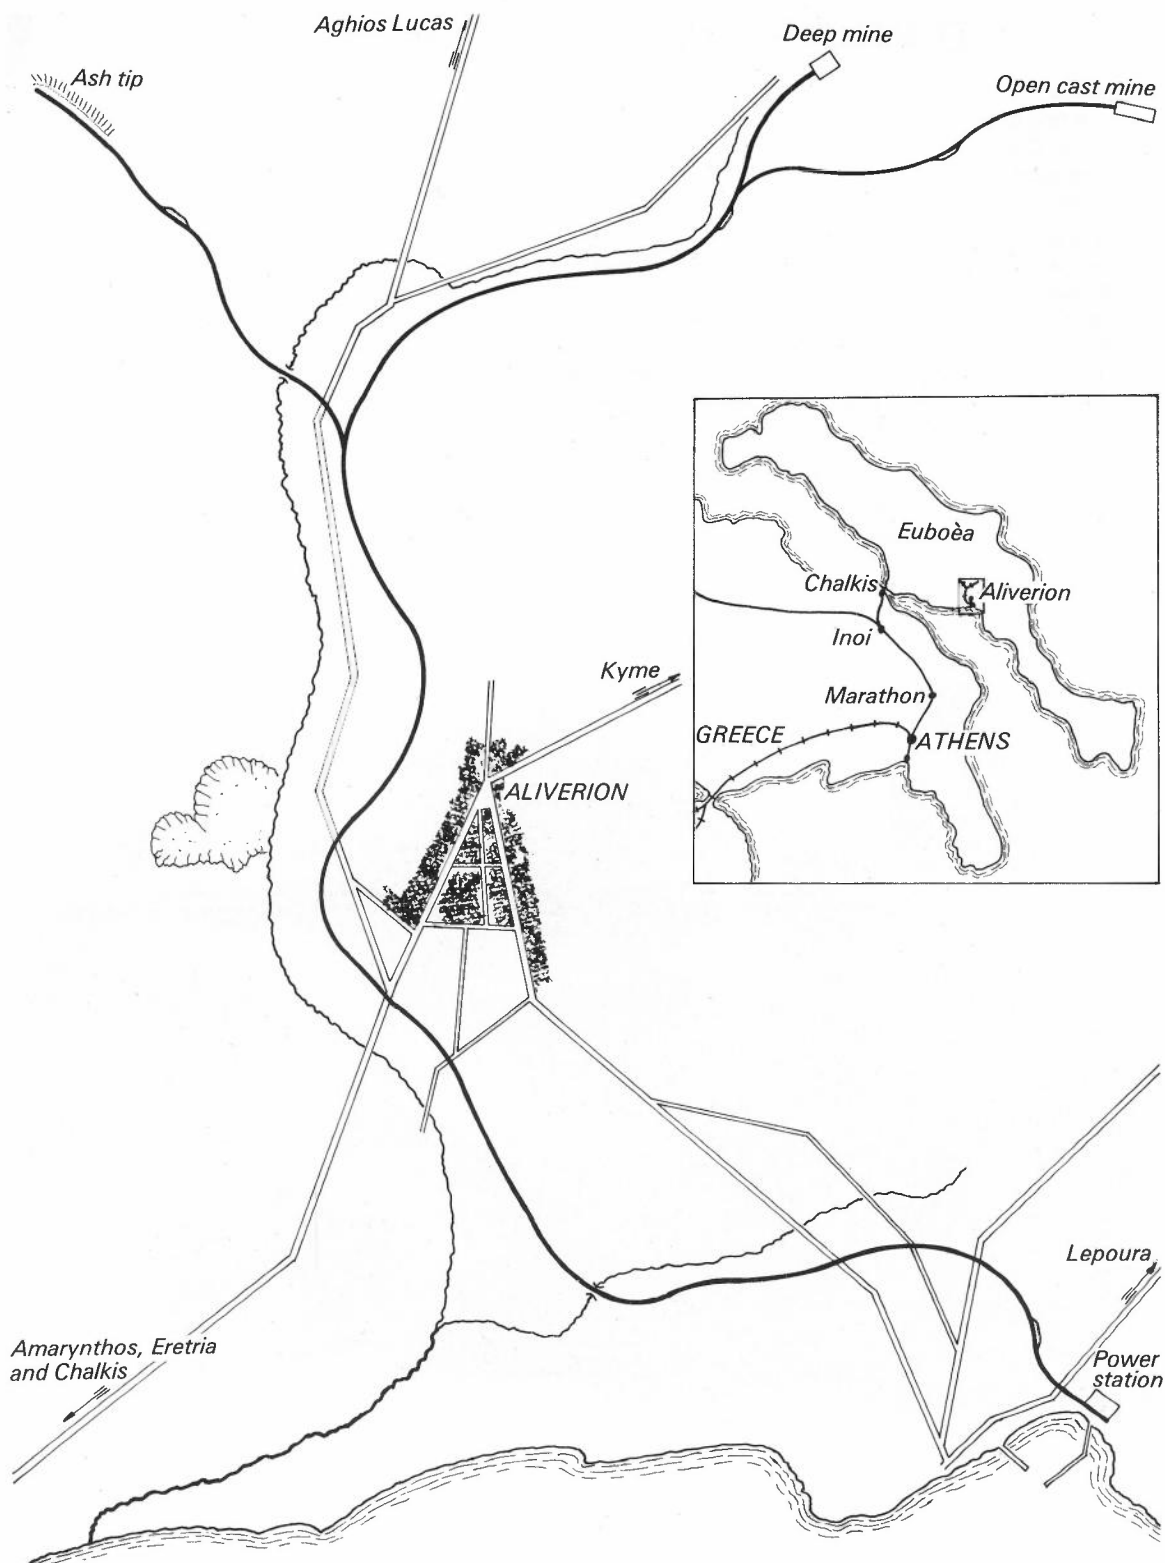 Aghios Lucas
Deep mine
Ash tip
Open cast mine
Euboèa
Chalkis
Aliverion
Inoi
Kyme
Marathon
GREECE
ATHENS
ALIVERION
Lepoura
Amarynthos, Eretria
and Chalkis
Power
station